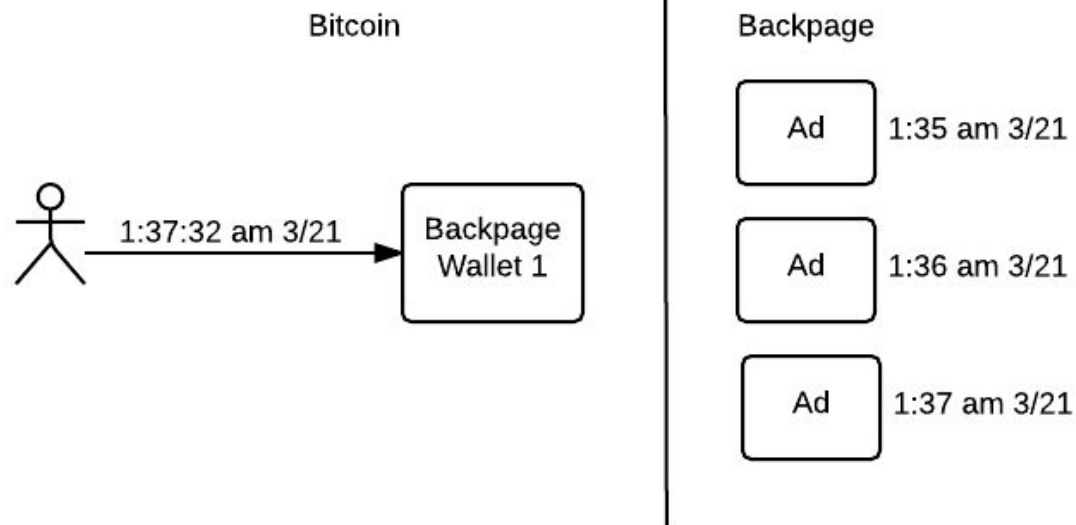 Bitcoin
Backpage
Ad
1:35 am 3/21
1:37:32 am 3/21
Backpage
Wallet 1
Ad
1:36 am 3/21
Ad
1:37 am 3/21